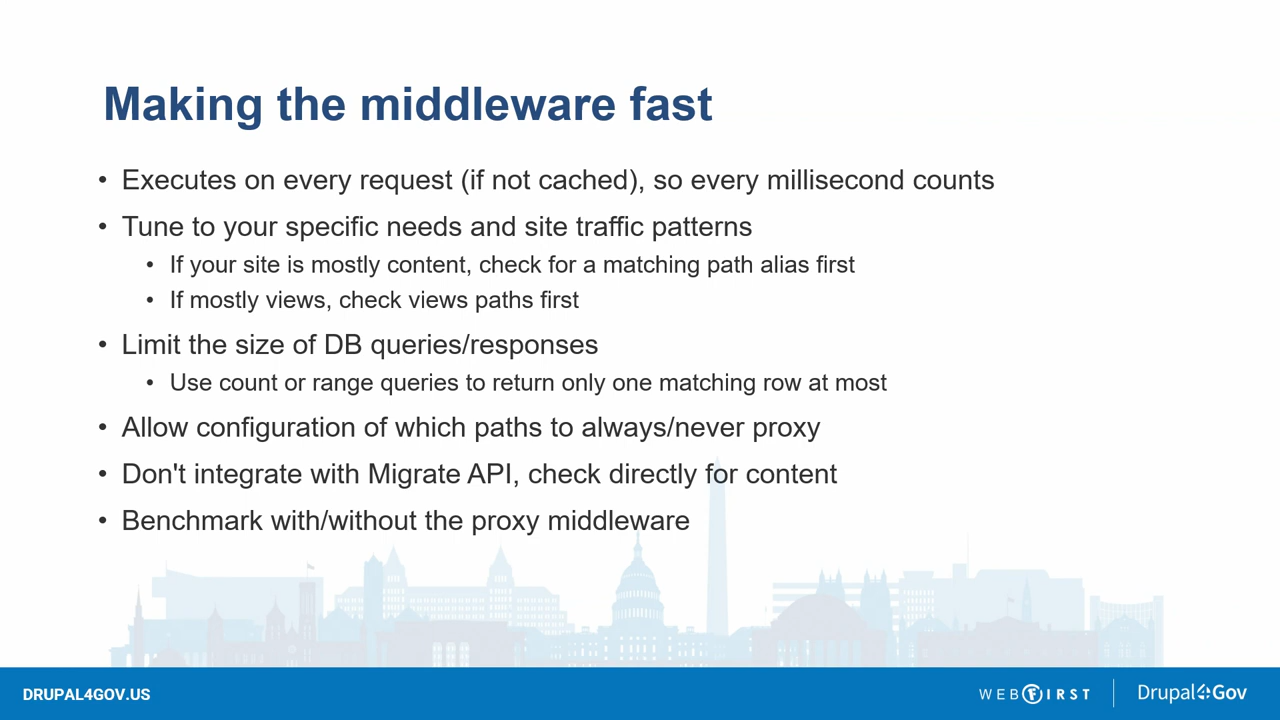 Making the middleware fast
• Executes on every request (if not cached), so every millisecond counts
• Tune to your specific needs and site traffic patterns
• If your site is mostly content, check for a matching path alias first
• If mostly views, check views paths first
• Limit the size of DB queries/responses
• Use count or range queries to return only one matching row at most
• Allow configuration of which paths to always/never proxy
• Don't integrate with Migrate API, check directly for content
• Benchmark with/without the proxy middleware
DRUPAL4GOV.US
WEBFIRST
Drupal4Gov